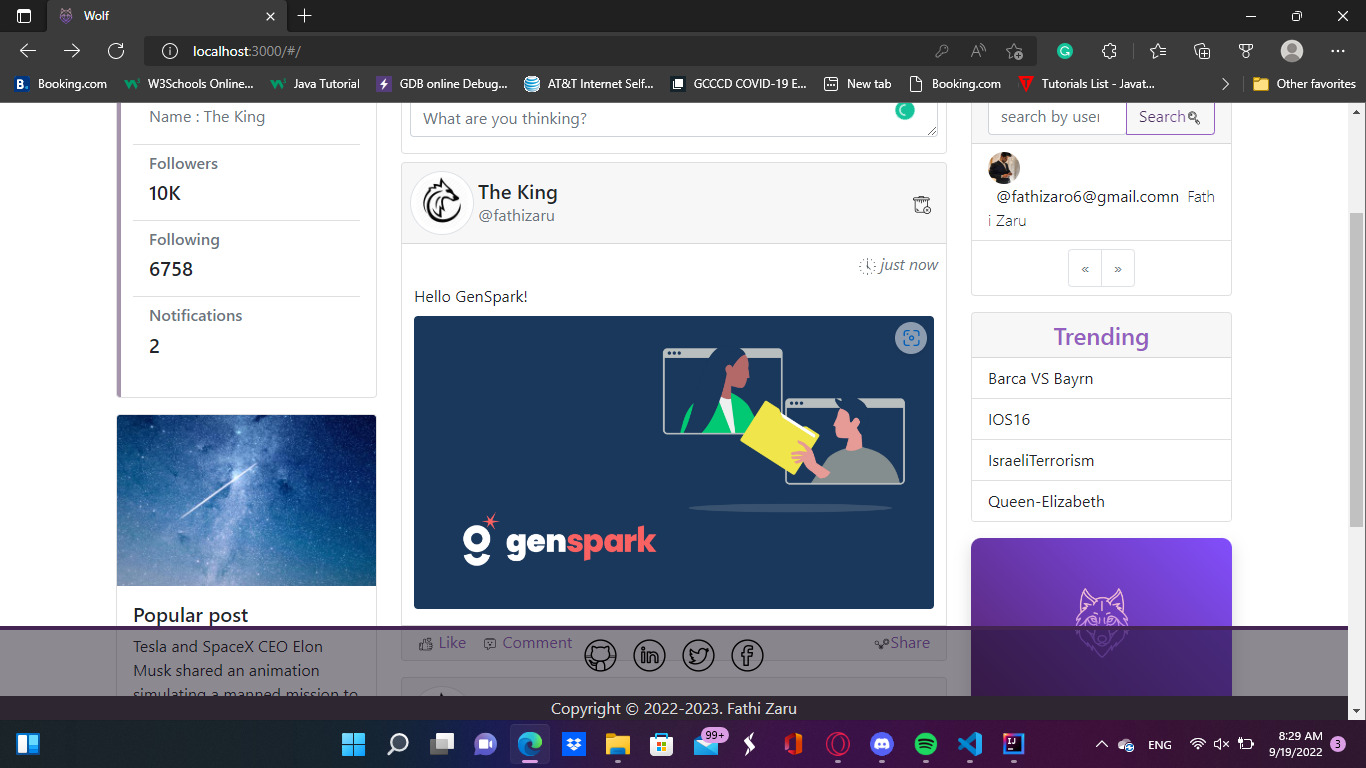 Wolf
localhost:3000/#/
Booking.com
W3Schools Online...
Java Tutorial
GDB online Debug...
AT&T Internet Self...
GCCCD COVID-19 E...
New tab
Booking.com
Tutorials List - Javat...
Other favorites
Name : The King
Followers
10K
Following
6758
Notifications
2
Popular post
Tesla and SpaceX CEO Elon
Musk shared an animation
simulating a manned mission to
What are you thinking?
The King
@fathizaru
just now
Hello GenSpark!
g genspark
Like
Comment
Share
search by user
Search
@fathizaro6@gmail.comn Fath
i Zaru
«
»
Trending
Barca VS Bayrn
IOS16
IsraeliTerrorism
Queen-Elizabeth
Copyright © 2022-2023. Fathi Zaru
99+
ENG
8:29 AM
9/19/2022
3